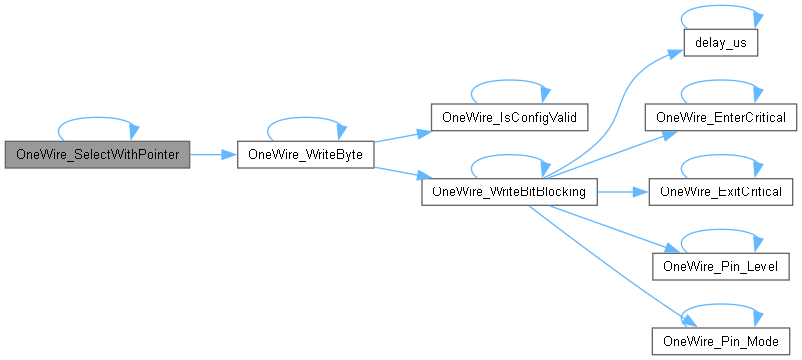 delay_us
OneWire_IsConfigValid
OneWire_EnterCritical
OneWire_SelectWithPointer
OneWire_WriteByte
OneWire_WriteBitBlocking
OneWire_ExitCritical
OneWire_Pin_Level
OneWire_Pin_Mode